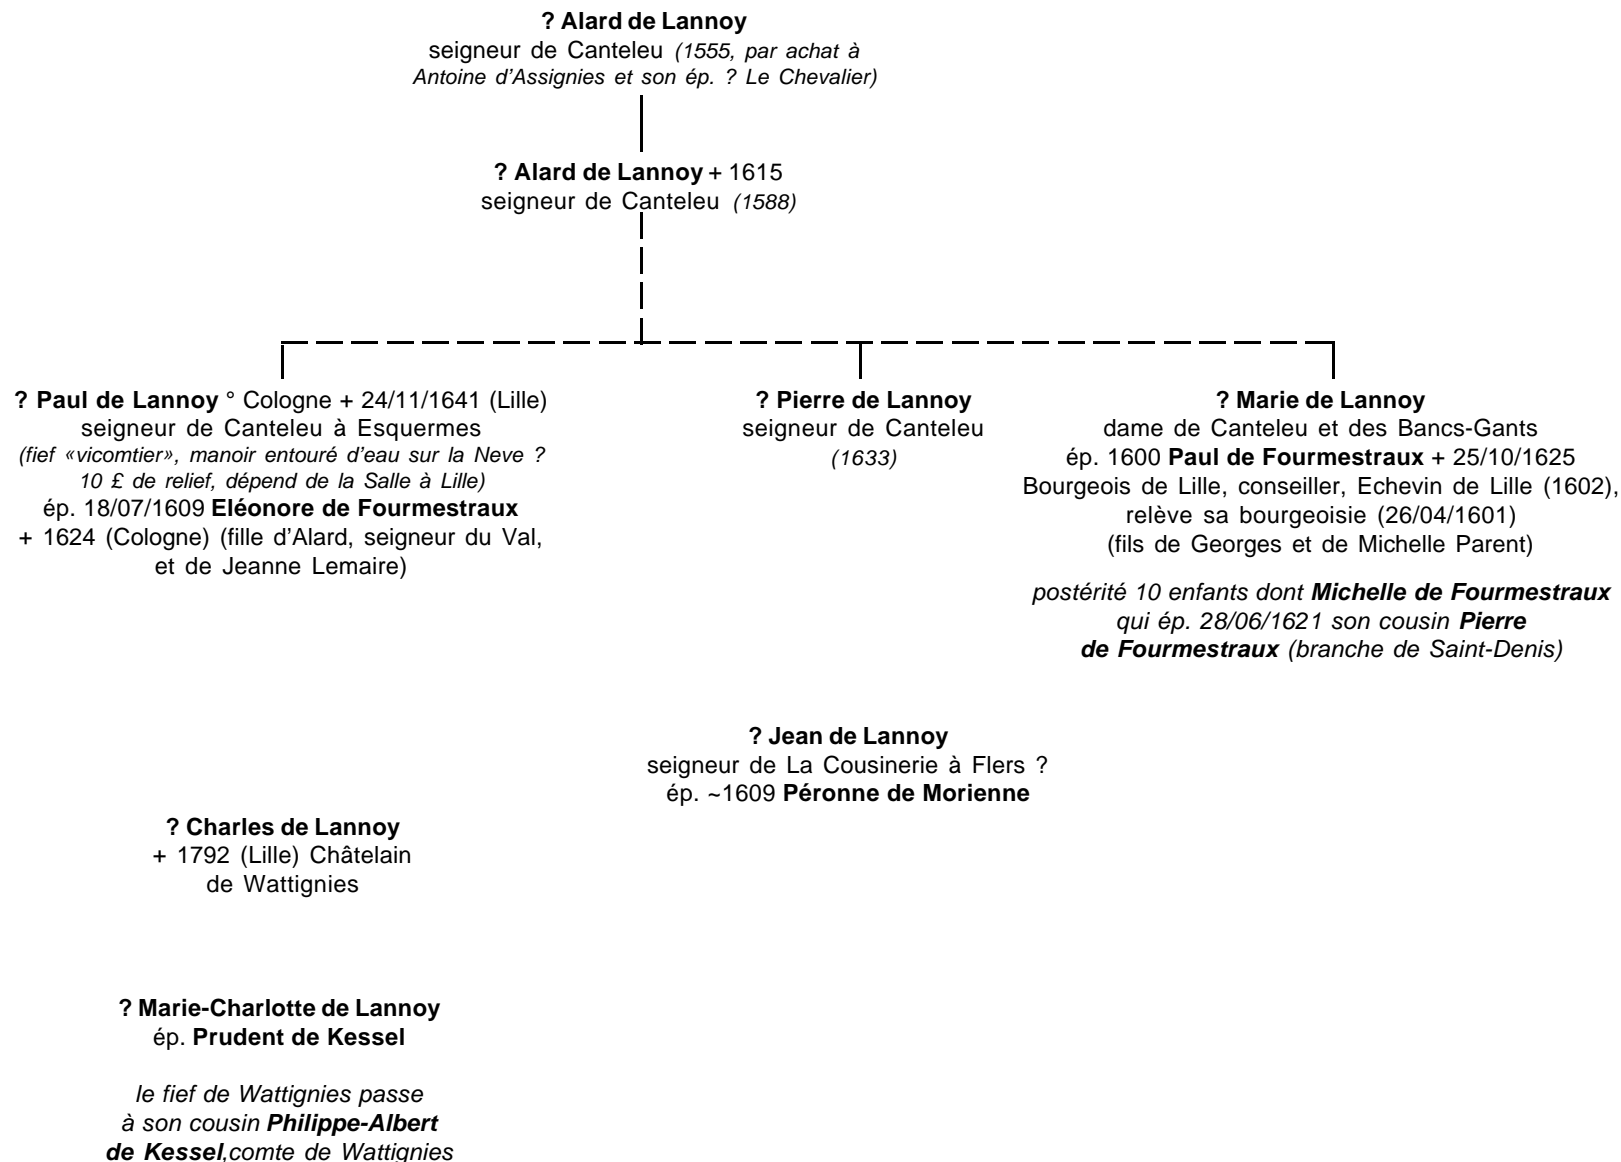 ? Alard de Lannoy
seigneur de Canteleu (1555, par achat à
Antoine d'Assignies et son ép. ? Le Chevalier)
? Alard de Lannoy + 1615
seigneur de Canteleu (1588)
? Paul de Lannoy ° Cologne + 24/11/1641 (Lille)
seigneur de Canteleu à Esquermes
(fief «vicomtier», manoir entouré d'eau sur la Neve ?
10 £ de relief, dépend de la Salle à Lille)
ép. 18/07/1609 Eléonore de Fourmestraux
+ 1624 (Cologne) (fille d'Alard, seigneur du Val,
et de Jeanne Lemaire)
? Pierre de Lannoy
seigneur de Canteleu
(1633)
? Marie de Lannoy
dame de Canteleu et des Bancs-Gants
ép. 1600 Paul de Fourmestraux + 25/10/1625
Bourgeois de Lille, conseiller, Echevin de Lille (1602),
relève sa bourgeoisie (26/04/1601)
(fils de Georges et de Michelle Parent)
postérité 10 enfants dont Michelle de Fourmestraux
qui ép. 28/06/1621 son cousin Pierre
de Fourmestraux (branche de Saint-Denis)
? Jean de Lannoy
seigneur de La Cousinerie à Flers ?
ép. ~1609 Péronne de Morienne
? Charles de Lannoy
+ 1792 (Lille) Châtelain
de Wattignies
? Marie-Charlotte de Lannoy
ép. Prudent de Kessel
le fief de Wattignies passe
à son cousin Philippe-Albert
de Kessel,comte de Wattignies